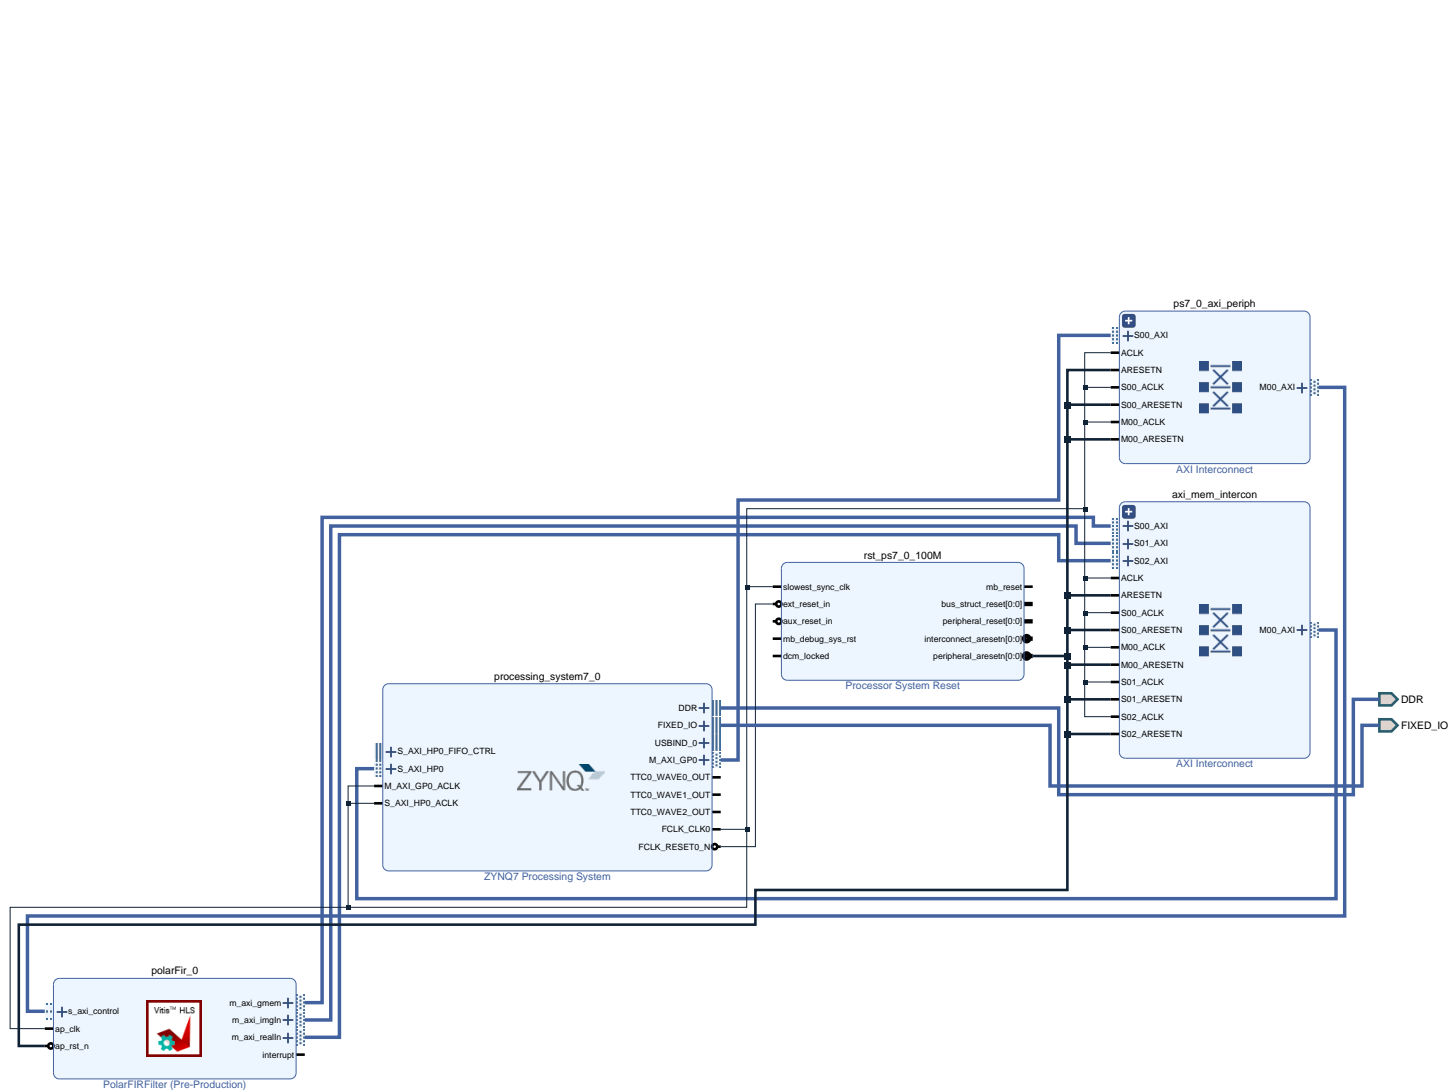 ps7_0_axi_periph
S00_AXI
ACLK
ARESETN
S00_ACLK
M00_AXI
S00_ARESETN
M00_ACLK
M00_ARESETN
AXI Interconnect
axi_mem_intercon
S00_AXI
S01_AXI
S02_AXI
ACLK
ARESETN
S00_ACLK
S00_ARESETN
M00_AXI
M00_ACLK
M00_ARESETN
S01_ACLK
S01_ARESETN
S02_ACLK
S02_ARESETN
AXI Interconnect
rst_ps7_0_100M
slowest_sync_clk
mb_reset
ext_reset_in
bus_struct_reset[0:0]
aux_reset_in
peripheral_reset[0:0]
mb_debug_sys_rst
interconnect_aresetn[0:0]
dcm_locked
peripheral_aresetn[0:0]
Processor System Reset
processing_system7_0
DDR
FIXED_IO
USBIND_0
S_AXI_HP0_FIFO_CTRL
M_AXI_GP0
S_AXI_HP0
TTC0_WAVE0_OUT
M_AXI_GP0_ACLK
ZYNQ
TTC0_WAVE1_OUT
S_AXI_HP0_ACLK
TTC0_WAVE2_OUT
FCLK_CLK0
FCLK_RESET0_N
ZYNQ7 Processing System
DDR
FIXED_IO
polarFir_0
m_axi_gmem
s_axi_control
Vitis™ HLS
m_axi_imgIn
ap_clk
m_axi_realIn
ap_rst_n
interrupt
PolarFIRFilter (Pre-Production)